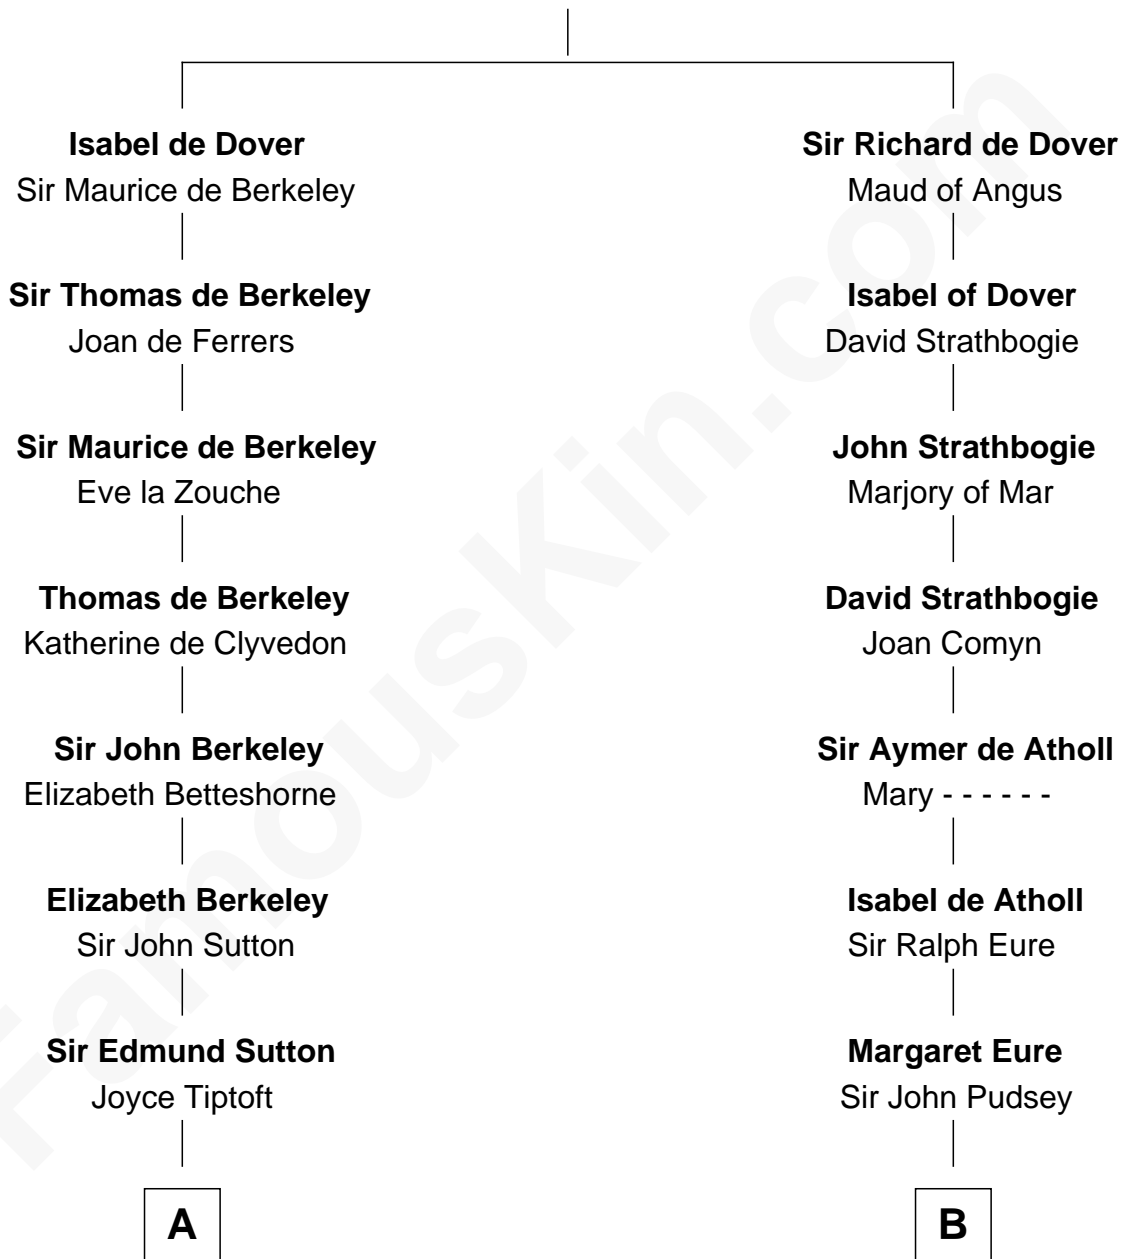 Isabel de Dover
Sir Maurice de Berkeley
Sir Thomas de Berkeley
Joan de Ferrers
Sir Maurice de Berkeley
Eve la Zouche
Thomas de Berkeley
Katherine de Clyvedon
Sir John Berkeley
Elizabeth Betteshorne
Elizabeth Berkeley
Sir John Sutton
Sir Edmund Sutton
Joyce Tiptoft
A
Sir Richard de Dover
Maud of Angus
Isabel of Dover
David Strathbogie
John Strathbogie
Marjory of Mar
David Strathbogie
Joan Comyn
Sir Aymer de Atholl
Mary - - - - - -
Isabel de Atholl
Sir Ralph Eure
Margaret Eure
Sir John Pudsey
B
FamousKin.com